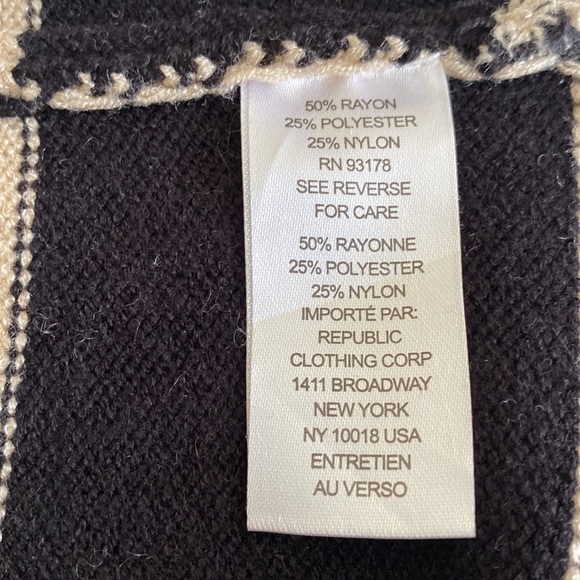 50% RAYON
25% POLYESTER
25% NYLON
RN 93178
SEE REVERSE
FOR CARE
50% RAYONNE
25% POLYESTER
25% NYLON
IMPORTÉ PAR:
REPUBLIC
CLOTHING CORP
1411 BROADWAY
NEW YORK
NY 10018 USA
ENTRETIEN
AU VERSO